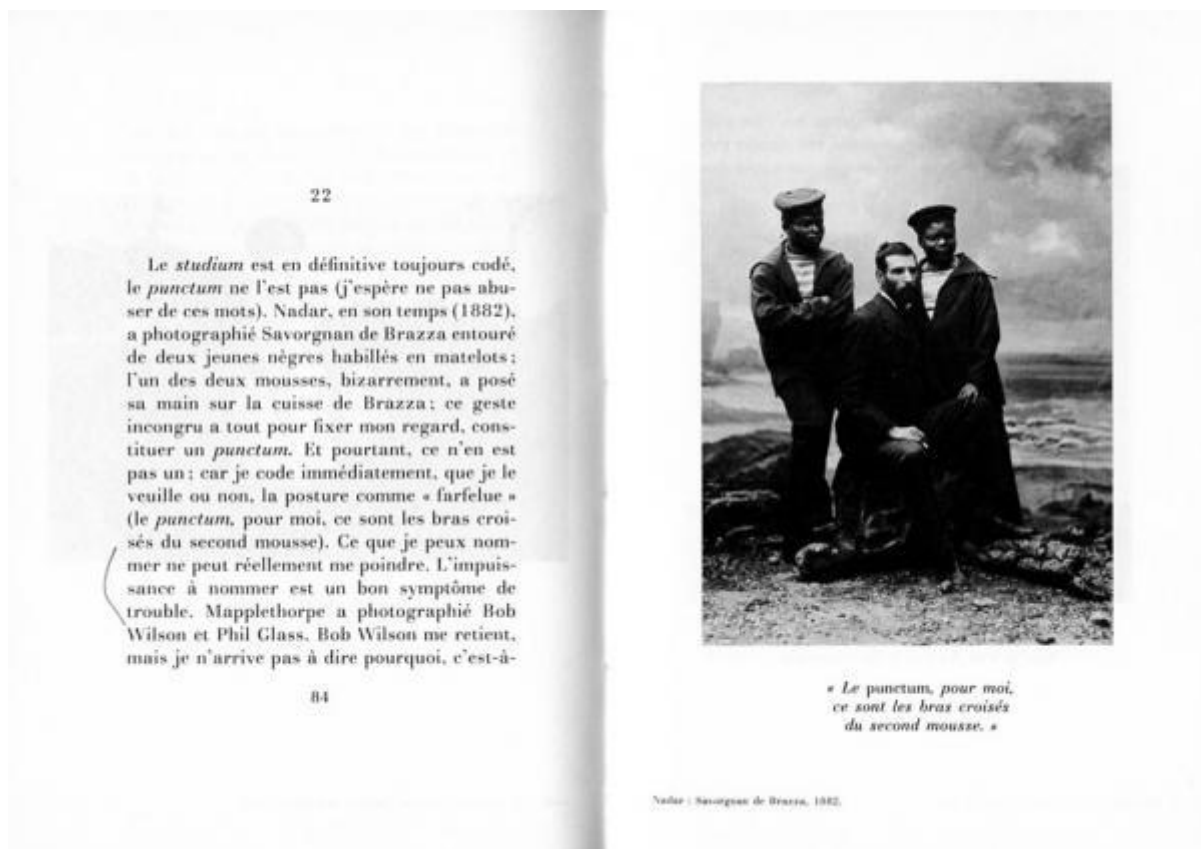 22
Le studium est en définitive toujours codé,
le punctum ne l'est pas (j'espère ne pas abu-
ser de ces mots). Nadar, en son temps (1882),
a photographié Savorgnan de Brazza entouré
de deux jeunes nègres habillés en matelots ;
l'un des deux mousses, bizarrement, a posé
sa main sur la cuisse de Brazza ; ce geste
incongru a tout pour fixer mon regard, cons-
tituer un punctum. Et pourtant, ce n'en est
pas un ; car je code immédiatement, que je le
veuille ou non, la posture comme « farfelue »
(le punctum, pour moi, ce sont les bras croi-
sés du second mousse). Ce que je peux nom-
mer ne peut réellement me poindre. L'impuis-
sance à nommer est un bon symptôme de
trouble. Mapplethorpe a photographié Bob
Wilson et Phil Glass. Bob Wilson me retient,
mais je n'arrive pas à dire pourquoi, c'est-à-
84
« Le punctum, pour moi,
ce sont les bras croisés
du second mousse. »
Nadar : Savorgnan de Brazza, 1882.